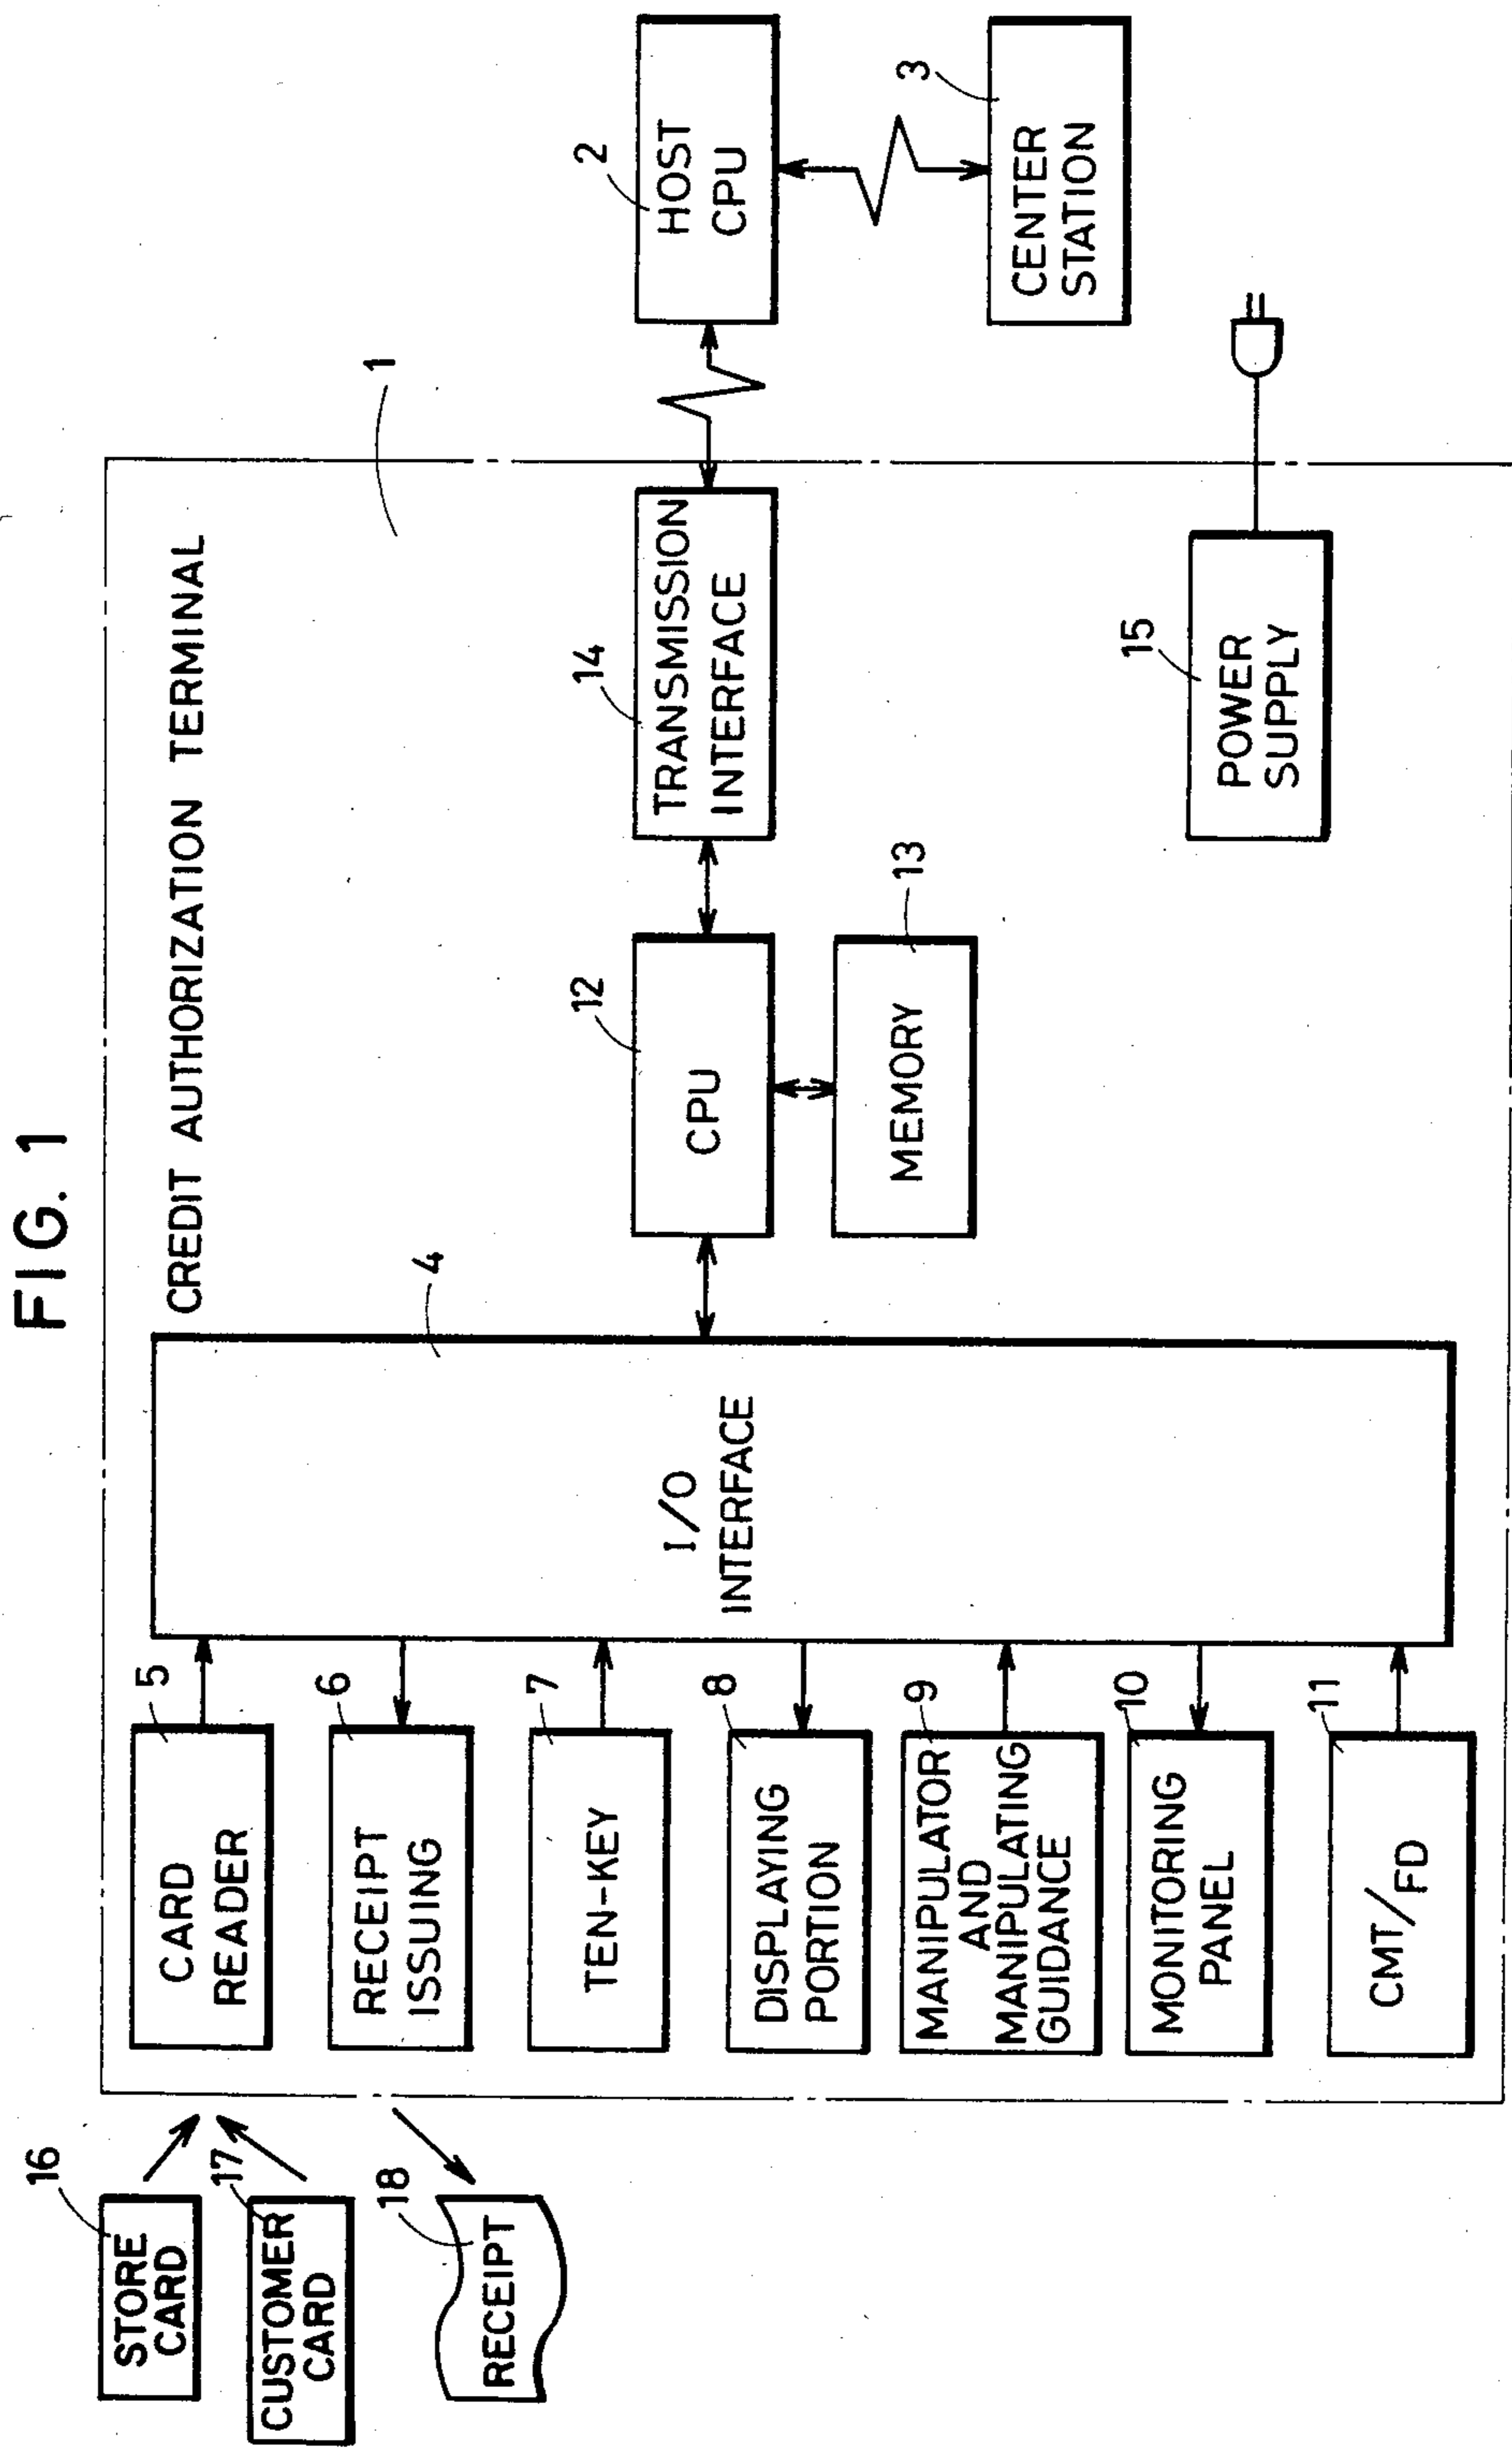 FIG. 1
CREDIT AUTHORIZATION TERMINAL
1
16
STORE
CARD
17
CUSTOMER
CARD
18
RECEIPT
5
CARD
READER
6
RECEIPT
ISSUING
7
TEN-KEY
8
DISPLAYING
PORTION
9
MANIPULATOR
AND
MANIPULATING
GUIDANCE
10
MONITORING
PANEL
11
CMT/FD
4
I/O
INTERFACE
12
CPU
13
MEMORY
14
TRANSMISSION
INTERFACE
15
POWER
SUPPLY
2
HOST
CPU
3
CENTER
STATION